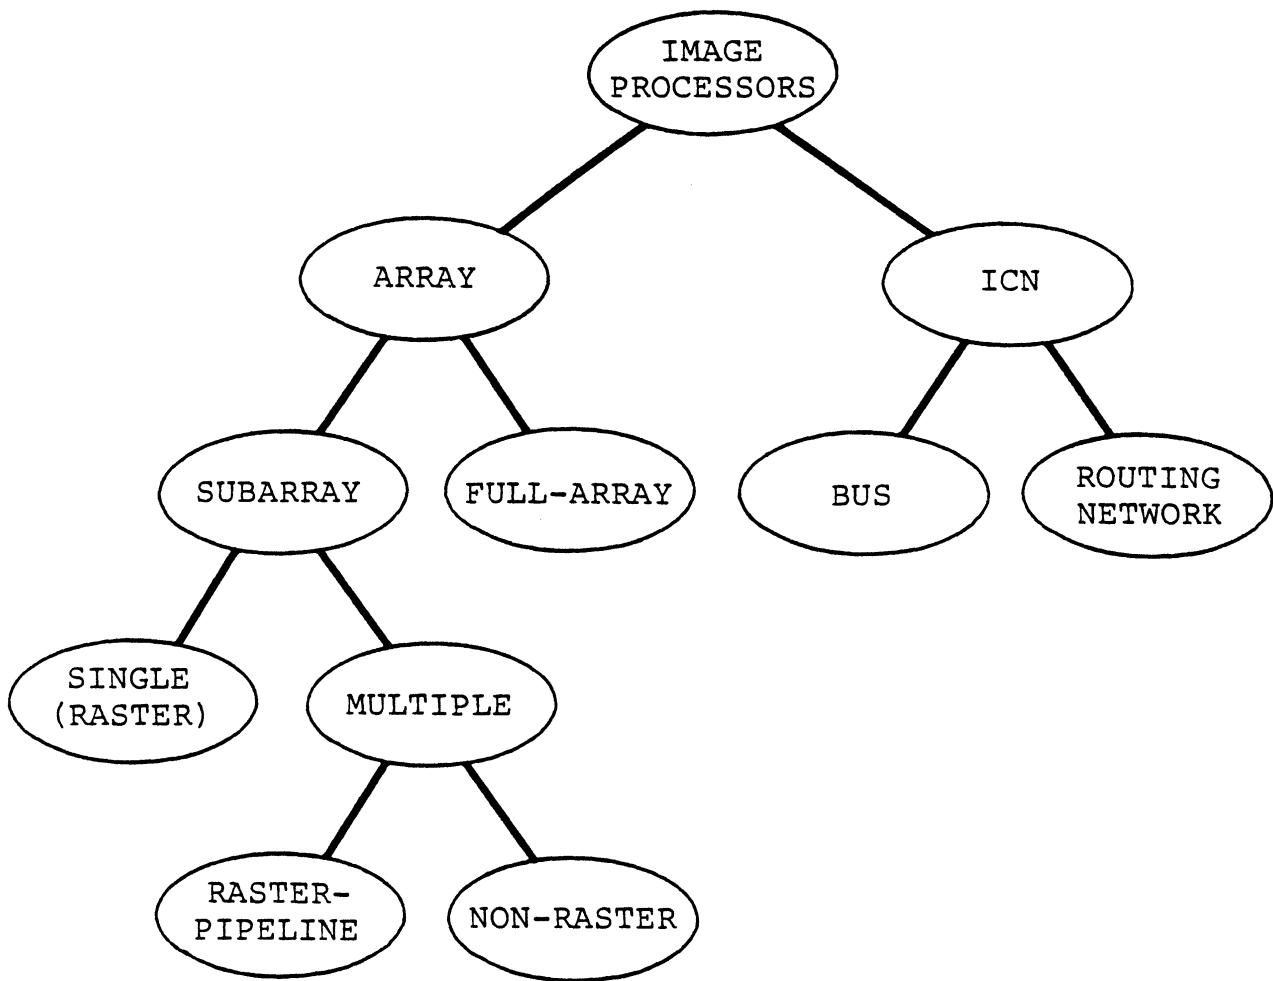 IMAGE
PROCESSORS
ARRAY
ICN
SUBARRAY
FULL-ARRAY
BUS
ROUTING
NETWORK
SINGLE
(RASTER)
MULTIPLE
RASTER-
PIPELINE
NON-RASTER